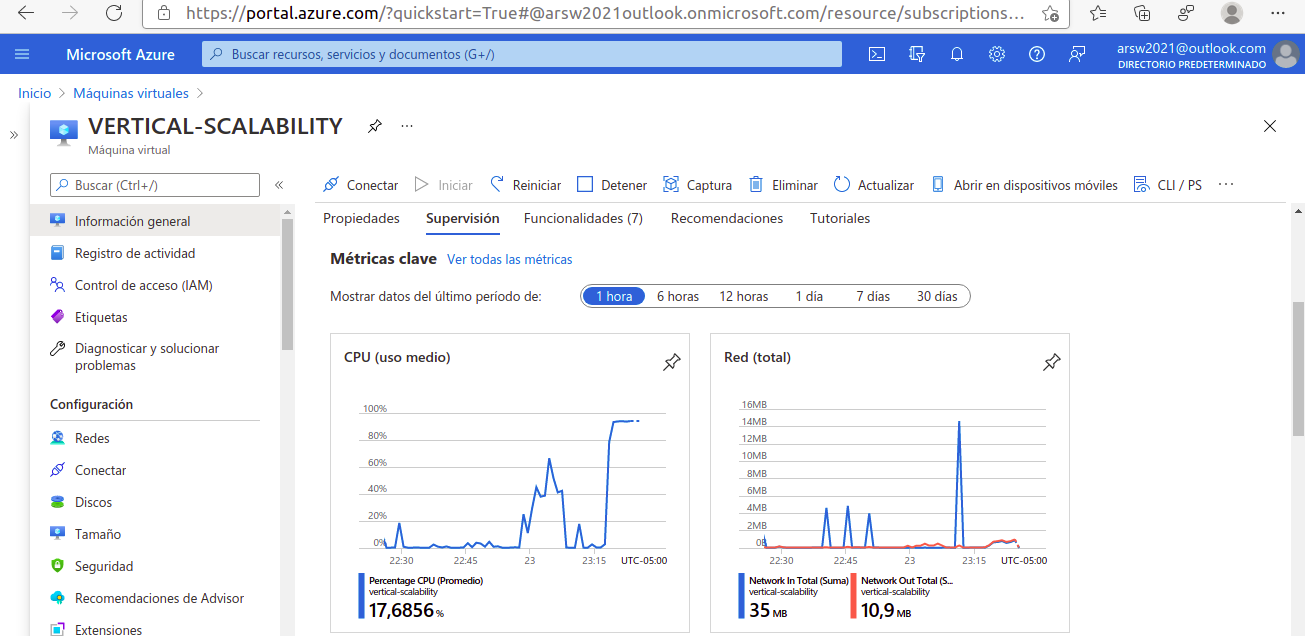 https://portal.azure.com/?quickstart=True#@arsw2021outlook.onmicrosoft.com/resource/subscriptions...
Microsoft Azure
Buscar recursos, servicios y documentos (G+/)
arsw2021@outlook.com
DIRECTORIO PREDETERMINADO
Inicio > Máquinas virtuales >
»
VERTICAL-SCALABILITY ...
Máquina virtual
Buscar (Ctrl+/) «
Conectar Iniciar Reiniciar Detener Captura Eliminar Actualizar Abrir en dispositivos móviles CLI / PS ...
Información general
Registro de actividad
Control de acceso (IAM)
Etiquetas
Diagnosticar y solucionar
problemas
Configuración
Redes
Conectar
Discos
Tamaño
Seguridad
Recomendaciones de Advisor
Extensiones
Propiedades Supervisión Funcionalidades (7) Recomendaciones Tutoriales
Métricas clave Ver todas las métricas
Mostrar datos del último período de: 1 hora 6 horas 12 horas 1 día 7 días 30 días
CPU (uso medio)
100%
80%
60%
40%
20%
0%
22:30 22:45 23 23:15 UTC-05:00
Percentage CPU (Promedio)
vertical-scalability
17,6856 %
Red (total)
16MB
14MB
12MB
10MB
8MB
6MB
4MB
2MB
0B
22:30 22:45 23 23:15 UTC-05:00
Network In Total (Suma)
vertical-scalability
35 MB
Network Out Total (S...
vertical-scalability
10,9 MB